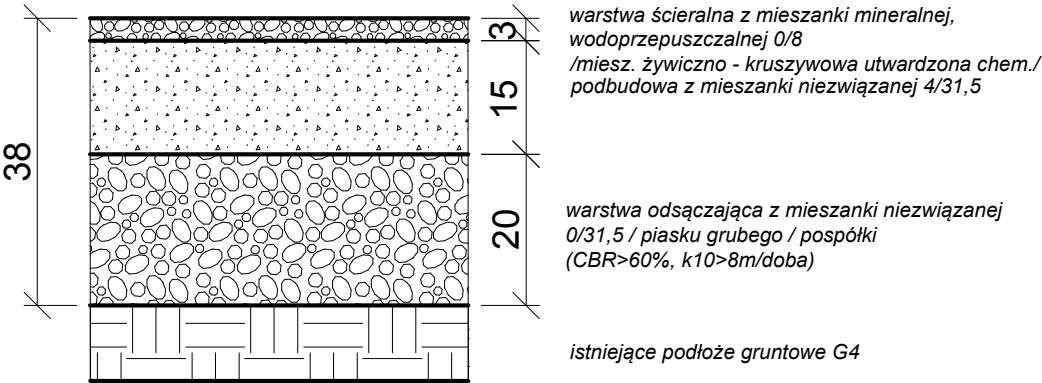 warstwa ścieralna z mieszanki mineralnej,
wodoprzepuszczalnej 0/8
/miesz. żywiczno - kruszywowa utwardzona chem./
podbudowa z mieszanki niezwiązanej 4/31,5
3
15
38
20
warstwa odsączająca z mieszanki niezwiązanej
0/31,5 / piasku grubego / pospółki
(CBR>60%, k10>8m/doba)
istniejące podłoże gruntowe G4